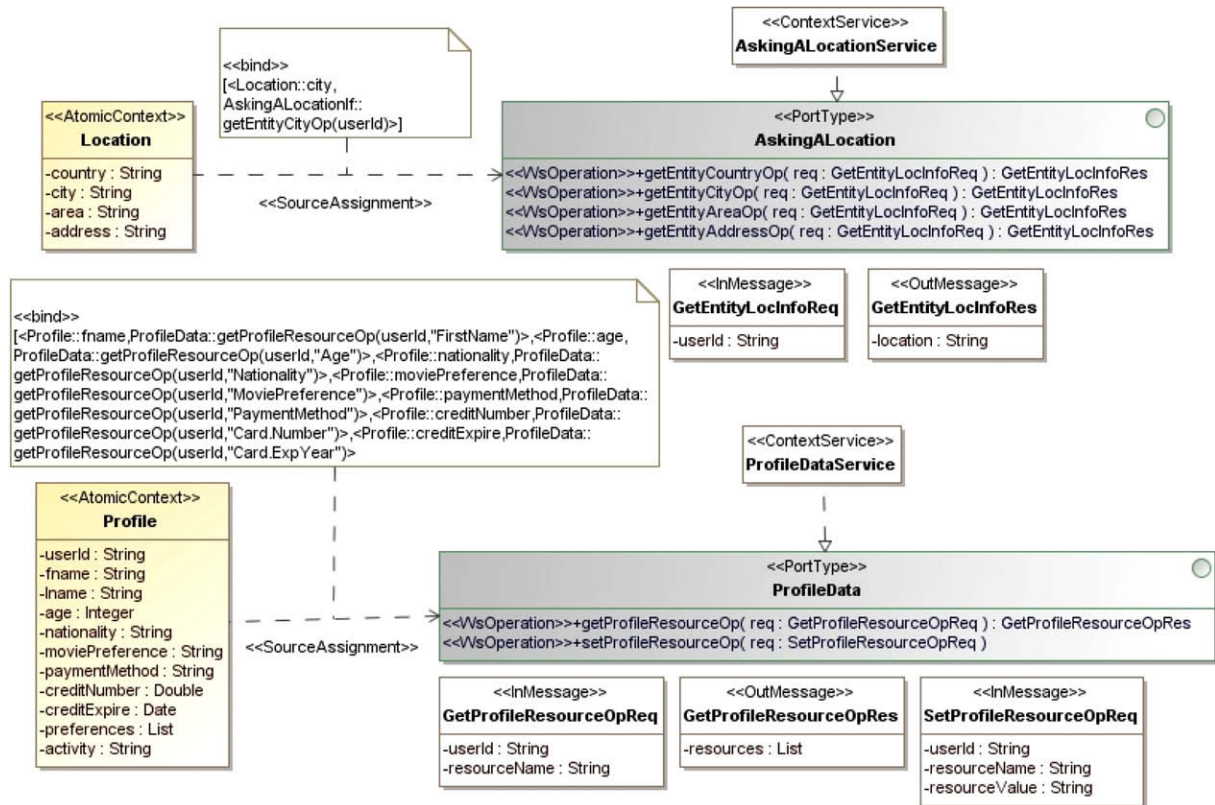 <<ContextService>>
AskingALocationService
<<bind>>
[<Location::city,
AskingALocationIf::
getEntityCityOp(userId)>]
<<AtomicContext>>
Location
-country : String
-city : String
-area : String
-address : String
<<SourceAssignment>>
<<PortType>>
AskingALocation
<<WsOperation>>+getEntityCountryOp( req : GetEntityLocInfoReq ) : GetEntityLocInfoRes
<<WsOperation>>+getEntityCityOp( req : GetEntityLocInfoReq ) : GetEntityLocInfoRes
<<WsOperation>>+getEntityAreaOp( req : GetEntityLocInfoReq ) : GetEntityLocInfoRes
<<WsOperation>>+getEntityAddressOp( req : GetEntityLocInfoReq ) : GetEntityLocInfoRes
<<InMessage>>
GetEntityLocInfoReq
-userId : String
<<OutMessage>>
GetEntityLocInfoRes
-location : String
<<bind>>
[<Profile::fname,ProfileData::getProfileResourceOp(userId,"FirstName")>,<Profile::age,
ProfileData::getProfileResourceOp(userId,"Age")>,<Profile::nationality,ProfileData::
getProfileResourceOp(userId,"Nationality")>,<Profile::moviePreference,ProfileData::
getProfileResourceOp(userId,"MoviePreference")>,<Profile::paymentMethod,ProfileData::
getProfileResourceOp(userId,"PaymentMethod")>,<Profile::creditNumber,ProfileData::
getProfileResourceOp(userId,"Card.Number")>,<Profile::creditExpire,ProfileData::
getProfileResourceOp(userId,"Card.ExpYear")>
<<ContextService>>
ProfileDataService
<<AtomicContext>>
Profile
-userId : String
-fname : String
-lname : String
-age : Integer
-nationality : String
-moviePreference : String
-paymentMethod : String
-creditNumber : Double
-creditExpire : Date
-preferences : List
-activity : String
<<SourceAssignment>>
<<PortType>>
ProfileData
<<WsOperation>>+getProfileResourceOp( req : GetProfileResourceOpReq ) : GetProfileResourceOpRes
<<WsOperation>>+setProfileResourceOp( req : SetProfileResourceOpReq )
<<InMessage>>
GetProfileResourceOpReq
-userId : String
-resourceName : String
<<OutMessage>>
GetProfileResourceOpRes
-resources : List
<<InMessage>>
SetProfileResourceOpReq
-userId : String
-resourceName : String
-resourceValue : String